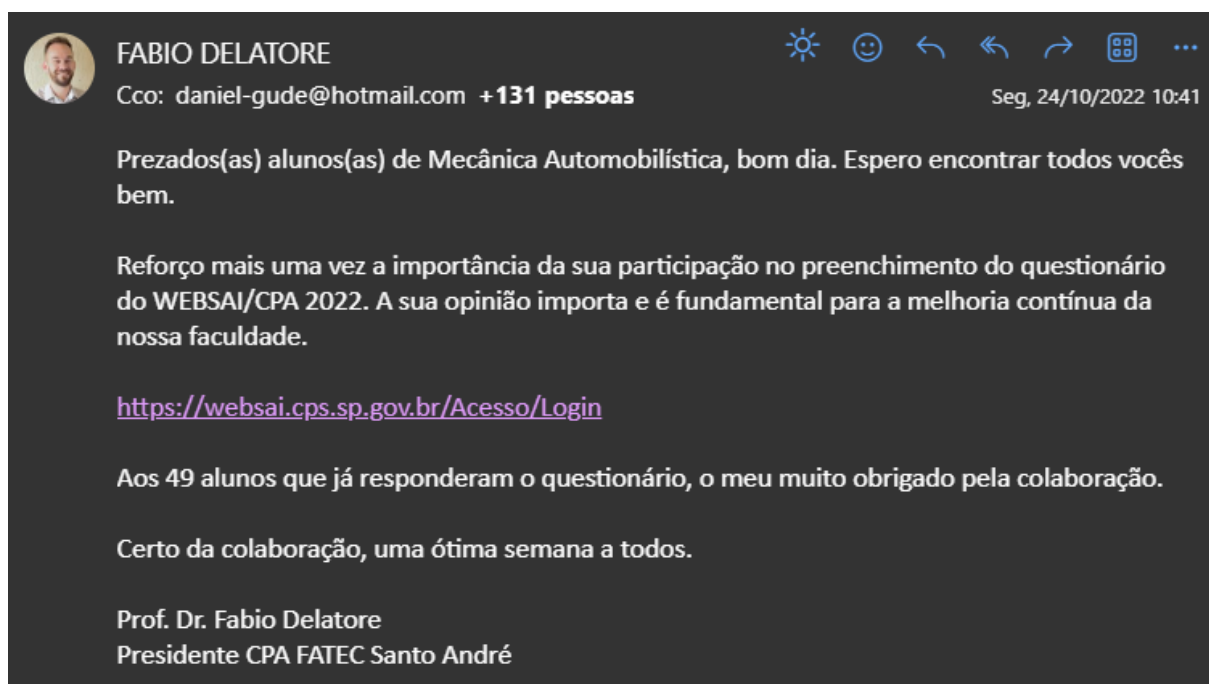 FABIO DELATORE
Cco: daniel-gude@hotmail.com +131 pessoas
Seg, 24/10/2022 10:41
Prezados(as) alunos(as) de Mecânica Automobilística, bom dia. Espero encontrar todos vocês
bem.
Reforço mais uma vez a importância da sua participação no preenchimento do questionário
do WEBSAI/CPA 2022. A sua opinião importa e é fundamental para a melhoria contínua da
nossa faculdade.
https://websai.cps.sp.gov.br/Acesso/Login
Aos 49 alunos que já responderam o questionário, o meu muito obrigado pela colaboração.
Certo da colaboração, uma ótima semana a todos.
Prof. Dr. Fabio Delatore
Presidente CPA FATEC Santo André